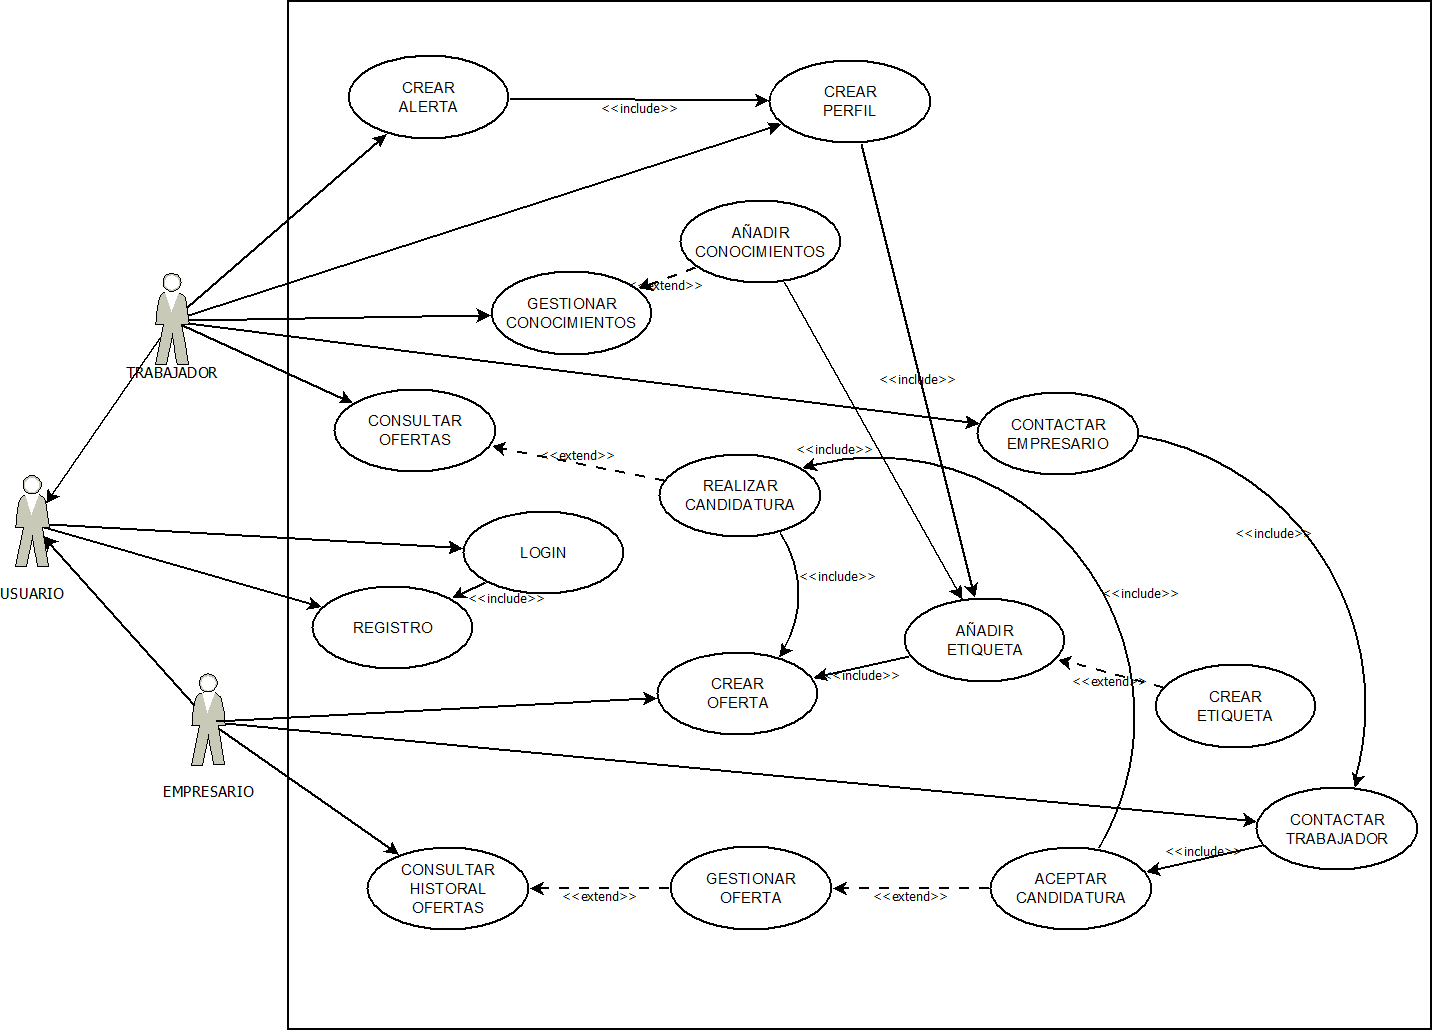 CREAR
ALERTA
<<include>>
CREAR
PERFIL
AÑADIR
CONOCIMIENTOS
<<extend>>
GESTIONAR
CONOCIMIENTOS
TRABAJADOR
<<include>>
CONSULTAR
OFERTAS
CONTACTAR
EMPRESARIO
<<extend>>
<<include>>
REALIZAR
CANDIDATURA
<<include>>
LOGIN
<<include>>
USUARIO
<<include>>
<<include>>
REGISTRO
AÑADIR
ETIQUETA
<<include>>
CREAR
OFERTA
<<extend>>
CREAR
ETIQUETA
EMPRESARIO
CONTACTAR
TRABAJADOR
<<include>>
CONSULTAR
HISTORAL
OFERTAS
<<extend>>
GESTIONAR
OFERTA
<<extend>>
ACEPTAR
CANDIDATURA